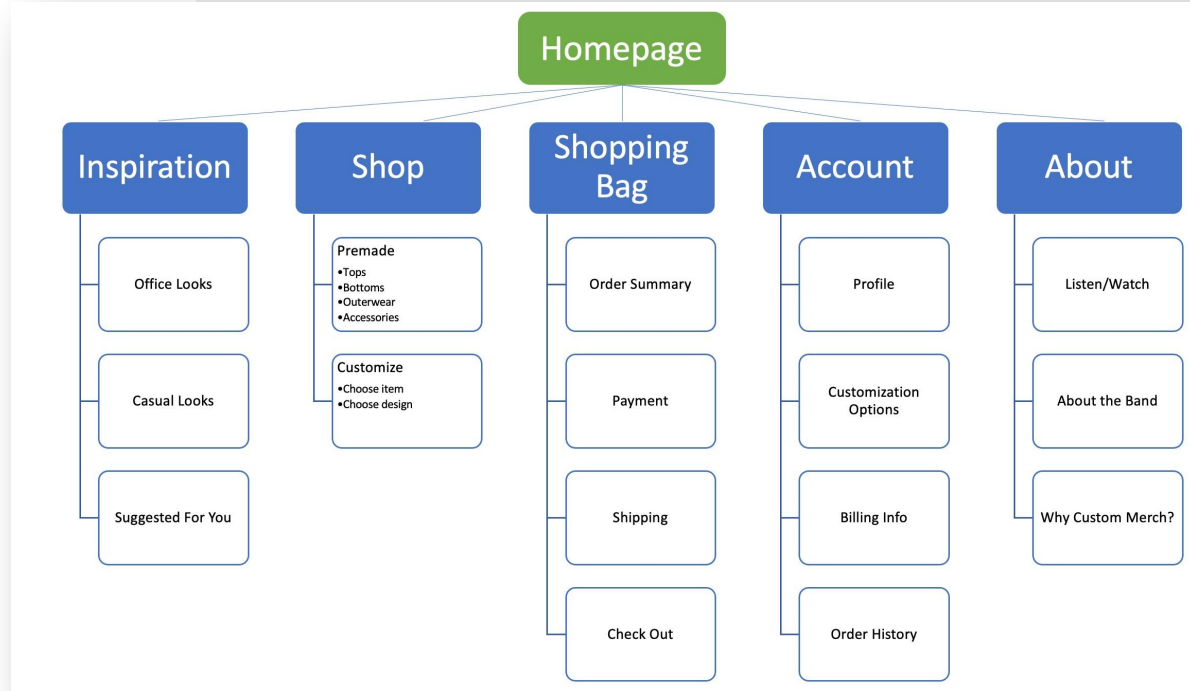 Homepage
Inspiration
Office Looks
Casual Looks
Suggested For You
Shop
Premade
•Tops
•Bottoms
•Outerwear
•Accessories
Customize
•Choose item
•Choose design
Shopping
Bag
Order Summary
Payment
Shipping
Check Out
Account
Profile
Customization
Options
Billing Info
Order History
About
Listen/Watch
About the Band
Why Custom Merch?